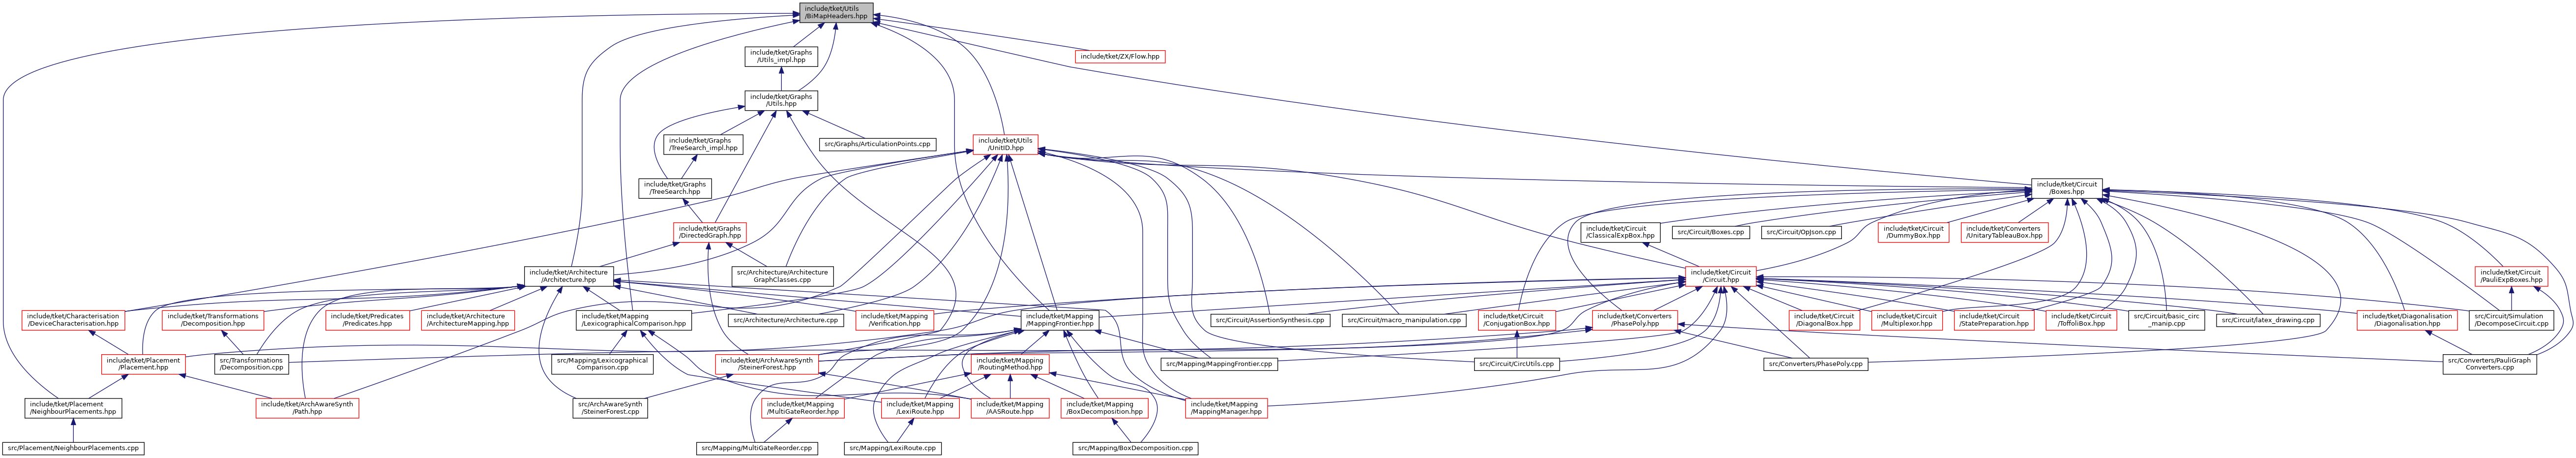 include/tket/Utils
/BiMapHeaders.hpp
include/tket/Graphs
/Utils_impl.hpp
include/tket/ZX/Flow.hpp
include/tket/Graphs
/Utils.hpp
include/tket/Graphs
/TreeSearch_impl.hpp
src/Graphs/ArticulationPoints.cpp
include/tket/Utils
/UnitID.hpp
include/tket/Graphs
/TreeSearch.hpp
include/tket/Circuit
/Boxes.hpp
include/tket/Graphs
/DirectedGraph.hpp
include/tket/Circuit
/ClassicalExpBox.hpp
src/Circuit/Boxes.cpp
src/Circuit/OpJson.cpp
include/tket/Circuit
/DummyBox.hpp
include/tket/Converters
/UnitaryTableauBox.hpp
include/tket/Architecture
/Architecture.hpp
src/Architecture/Architecture
GraphClasses.cpp
include/tket/Circuit
/Circuit.hpp
include/tket/Circuit
/PauliExpBoxes.hpp
include/tket/Characterisation
/DeviceCharacterisation.hpp
include/tket/Transformations
/Decomposition.hpp
include/tket/Predicates
/Predicates.hpp
include/tket/Architecture
/ArchitectureMapping.hpp
include/tket/Mapping
/LexicographicalComparison.hpp
src/Architecture/Architecture.cpp
include/tket/Mapping
/Verification.hpp
include/tket/Mapping
/MappingFrontier.hpp
src/Circuit/AssertionSynthesis.cpp
src/Circuit/macro_manipulation.cpp
include/tket/Circuit
/ConjugationBox.hpp
include/tket/Converters
/PhasePoly.hpp
include/tket/Circuit
/DiagonalBox.hpp
include/tket/Circuit
/Multiplexor.hpp
include/tket/Circuit
/StatePreparation.hpp
include/tket/Circuit
/ToffoliBox.hpp
src/Circuit/basic_circ
_manip.cpp
src/Circuit/latex_drawing.cpp
include/tket/Diagonalisation
/Diagonalisation.hpp
src/Circuit/Simulation
/DecomposeCircuit.cpp
include/tket/Placement
/Placement.hpp
src/Transformations
/Decomposition.cpp
src/Mapping/Lexicographical
Comparison.cpp
include/tket/ArchAwareSynth
/SteinerForest.hpp
include/tket/Mapping
/RoutingMethod.hpp
src/Mapping/MappingFrontier.cpp
src/Circuit/CircUtils.cpp
src/Converters/PhasePoly.cpp
src/Converters/PauliGraph
Converters.cpp
include/tket/Placement
/NeighbourPlacements.hpp
include/tket/ArchAwareSynth
/Path.hpp
src/ArchAwareSynth
/SteinerForest.cpp
include/tket/Mapping
/MultiGateReorder.hpp
include/tket/Mapping
/LexiRoute.hpp
include/tket/Mapping
/AASRoute.hpp
include/tket/Mapping
/BoxDecomposition.hpp
include/tket/Mapping
/MappingManager.hpp
src/Placement/NeighbourPlacements.cpp
src/Mapping/MultiGateReorder.cpp
src/Mapping/LexiRoute.cpp
src/Mapping/BoxDecomposition.cpp